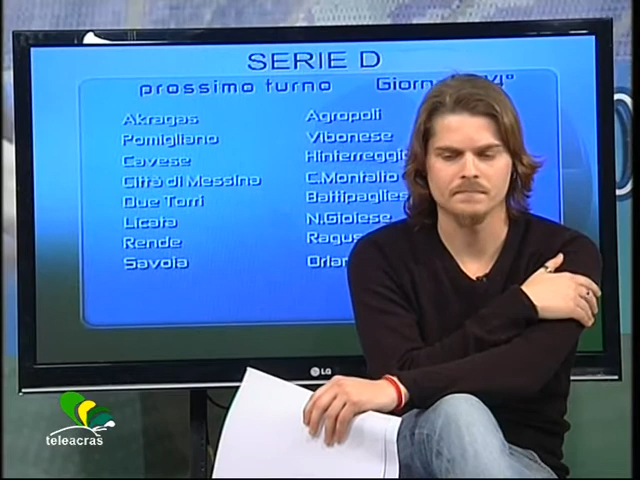 SERIE D
prossimo turno
Akragas Agropoli
Pomigliano Vibonese
Cavese
Città di Messina C.Montalto
Due Torri
Licata N.Gioiese
Rende
Savoia
LG
teleacras